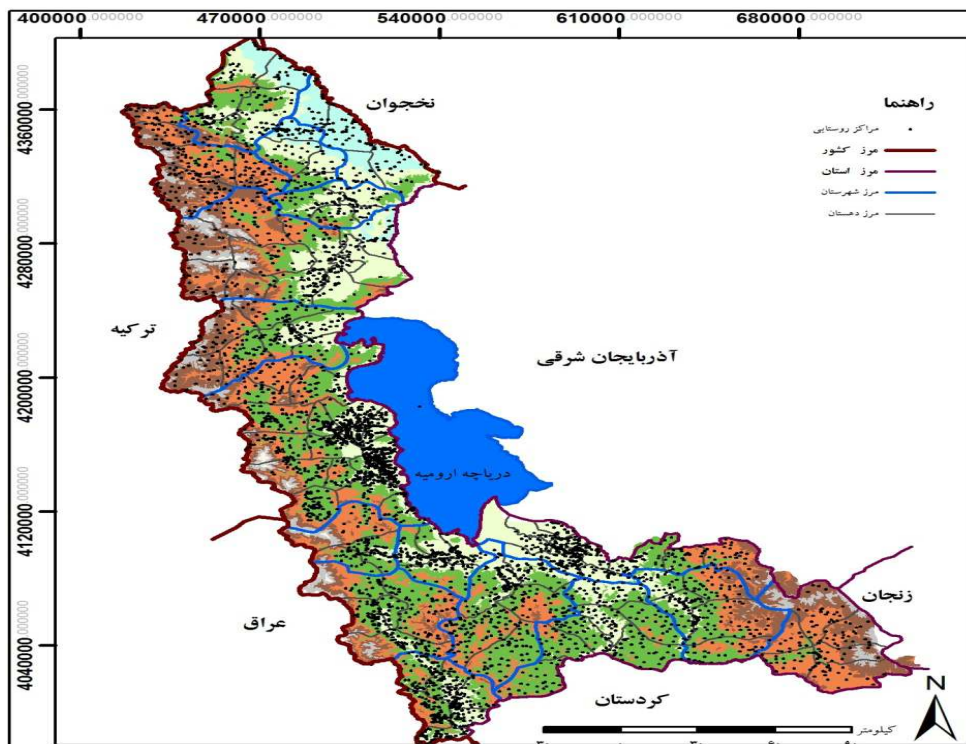 400000.000000 470000.000000 540000.000000 610000.000000 680000.000000
4360000.000000
4280000.000000
4200000.000000
4120000.000000
4040000.000000
نخجوان
راهنما
مراکز روستایی
مرز کشور
مرز استان
مرز شهرستان
مرز دهستان
ترکیه
آذربایجان شرقی
دریاچه ارومیه
زنجان
عراق
کردستان
N
کیلومتر